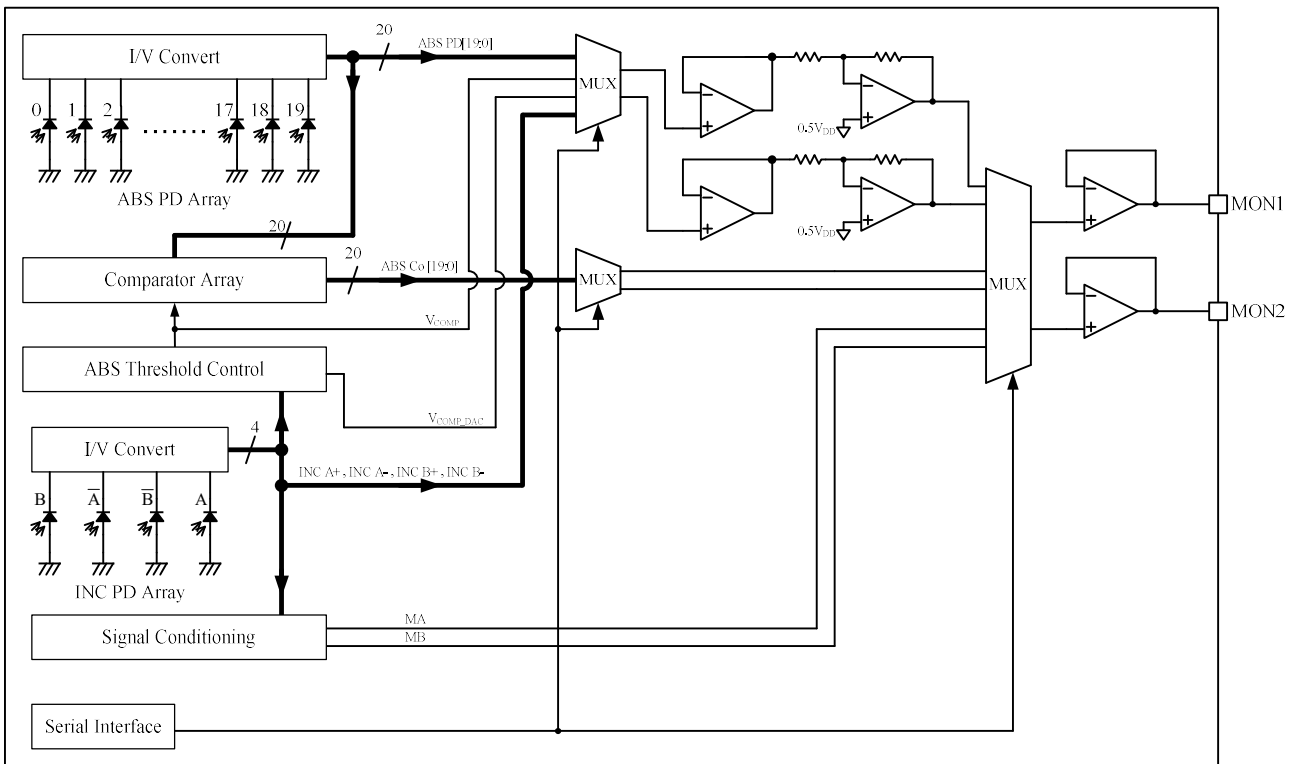 I/V Convert
20
ABS PD[19:0]
MUX
0 1 2 ....... 17 18 19
ABS PD Array
0.5VDD
20
Comparator Array
20
ABS Co [19:0]
MUX
0.5VDD
MUX
MON1
MON2
VCOMP
ABS Threshold Control
VCOMP_DAC
I/V Convert
4
INC A+ , INC A- , INC B+ , INC B-
B A̅ B̅ A
INC PD Array
Signal Conditioning
MA
MB
Serial Interface